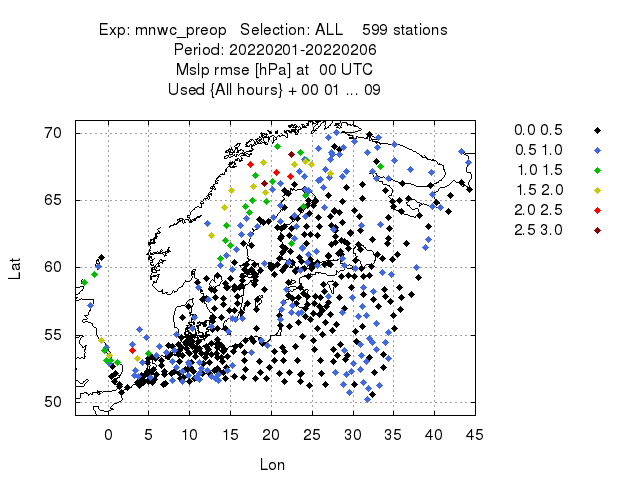 Exp: mnwc_preop   Selection: ALL    599 stations
Period: 20220201-20220206
Mslp rmse [hPa] at  00 UTC
Used {All hours} + 00 01 ... 09
70
65
60
55
50
Lat
0 5 10 15 20 25 30 35 40 45
Lon
0.0 0.5
0.5 1.0
1.0 1.5
1.5 2.0
2.0 2.5
2.5 3.0